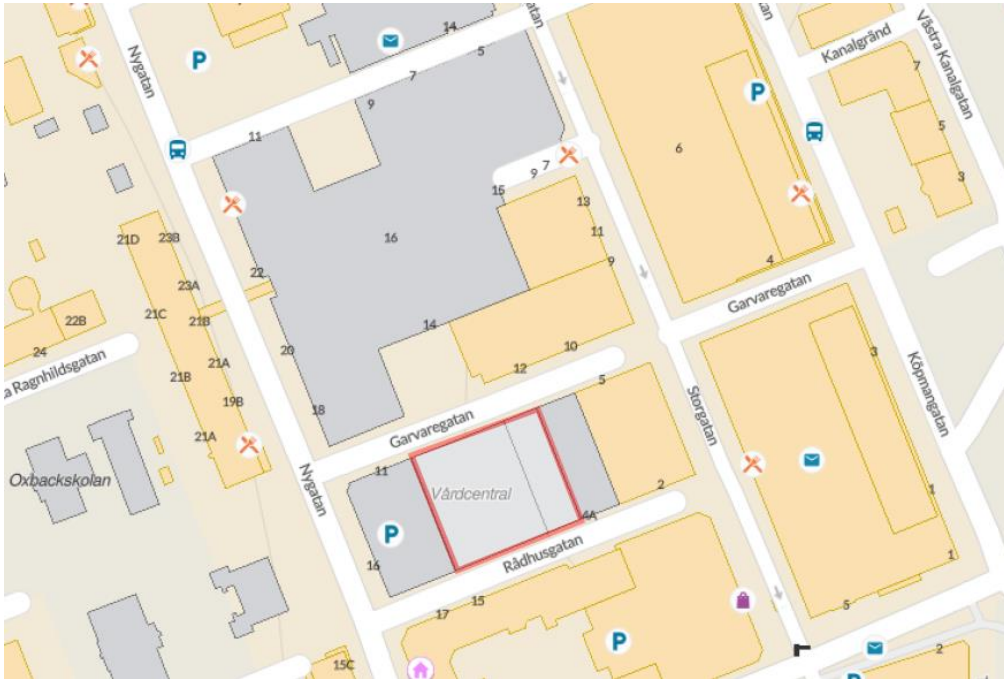 Nygatan
P
14
5
7
9
11
Kanalgränd
Västra Kanalgatan
7
5
3
P
6
9 7
15
13
11
9
16
21D
23B
22
23A
21C
21B
22B
24
a Ragnhildsgatan
20
21A
21B
14
10
12
4
Garvaregatan
3
Köpmangatan
19B
18
Garvaregatan
5
Storgatan
21A
Oxbackskolan
Nygatan
11
Vårdcentral
2
4A
P
16
Rådhusgatan
1
1
5
17
15
P
15C
2
P